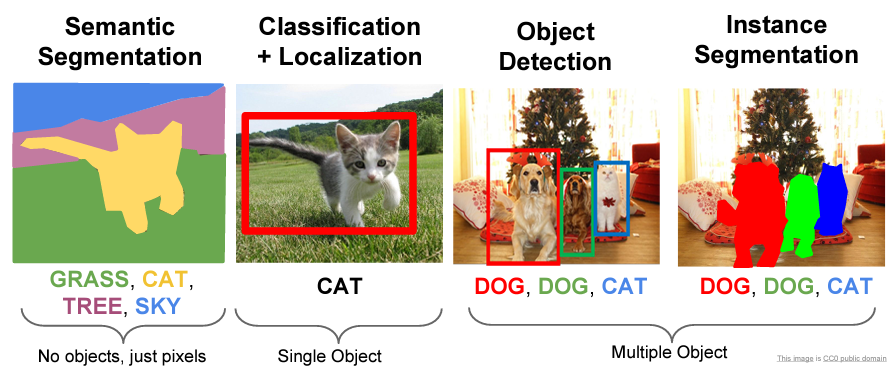 Semantic
Segmentation
Classification
+ Localization
Object
Detection
Instance
Segmentation
GRASS, CAT,
TREE, SKY
CAT
DOG, DOG, CAT
DOG, DOG, CAT
No objects, just pixels
Single Object
Multiple Object
This image is CC0 public domain